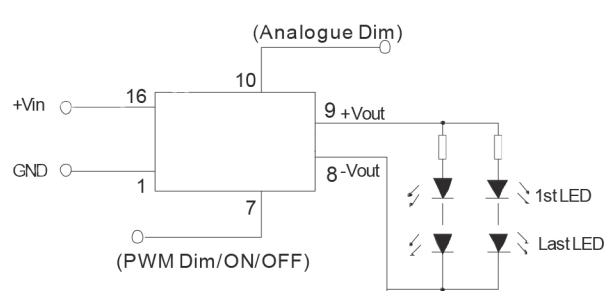 (Analogue Dim)
10
+Vin
16
9 +Vout
GND
1
8 -Vout
7
1st LED
Last LED
(PWM Dim/ON/OFF)